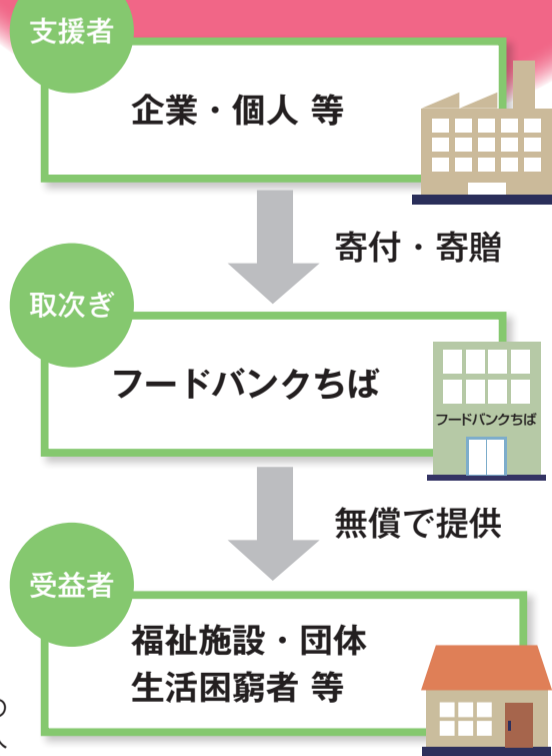 支援者
企業・個人 等
寄付・寄贈
取次ぎ
フードバンクちば
フードバンクちば
無償で提供
受益者
福祉施設・団体
生活困窮者 等
の